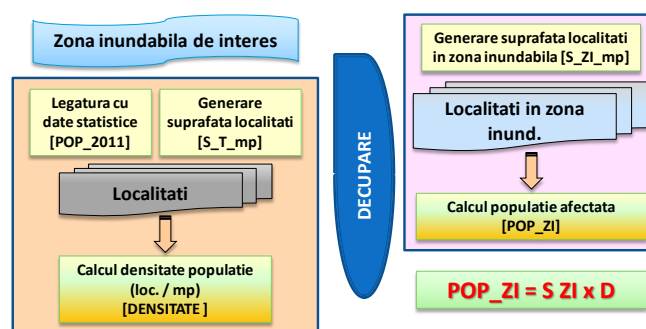 Zona inundabila de interes
Legatura cu
date statistice
[POP_2011]
Generare
suprafata localitati
[S_T_mp]
Localitati
Calcul densitate populatie
(loc. / mp)
[DENSITATE ]
DECUPARE
Generare suprafata localitati
in zona inundabila [S_ZI_mp]
Localitati in zona
inund.
Calcul populatie afectata
[POP_ZI]
POP_ZI = S ZI x D